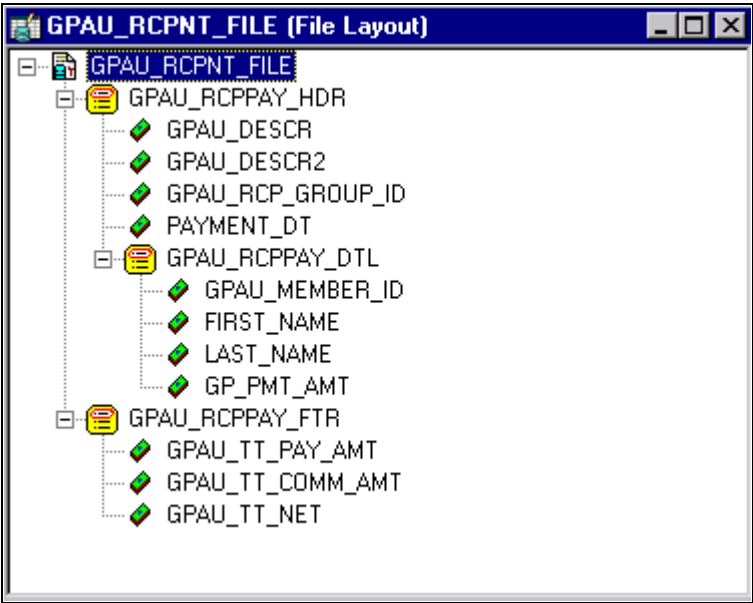 GPAU_RCPNT_FILE (File Layout)
GPAU_RCPNT_FILE
GPAU_RCPPAY_HDR
GPAU_DESCR
GPAU_DESCR2
GPAU_RCP_GROUP_ID
PAYMENT_DT
GPAU_RCPPAY_DTL
GPAU_MEMBER_ID
FIRST_NAME
LAST_NAME
GP_PMT_AMT
GPAU_RCPPAY_FTR
GPAU_TT_PAY_AMT
GPAU_TT_COMM_AMT
GPAU_TT_NET